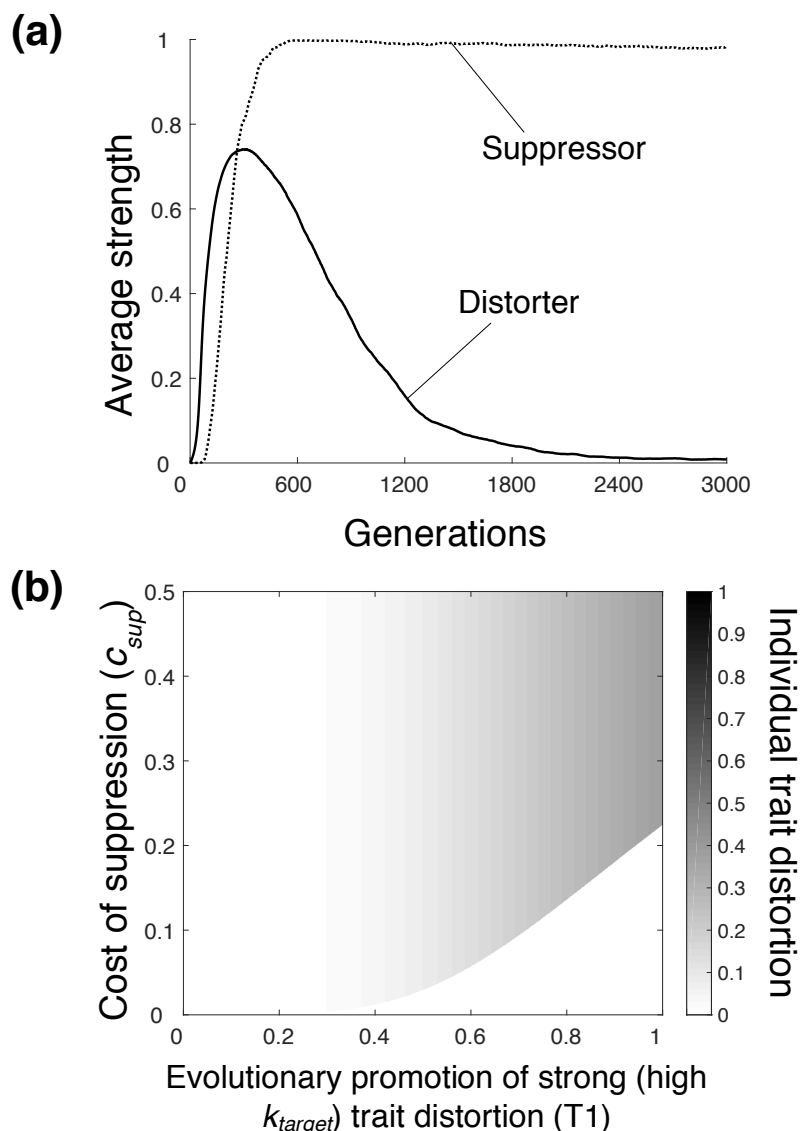 (a)
Average strength
1
0.8
0.6
0.4
0.2
0
Suppressor
Distorter
0 600 1200 1800 2400 3000
Generations
(b)
Cost of suppression (c_sup)
0.5
0.4
0.3
0.2
0.1
0
0 0.2 0.4 0.6 0.8 1
Evolutionary promotion of strong (high
k_target) trait distortion (T1)
1
0.9
0.8
0.7
0.6
0.5
0.4
0.3
0.2
0.1
0
Individual trait distortion